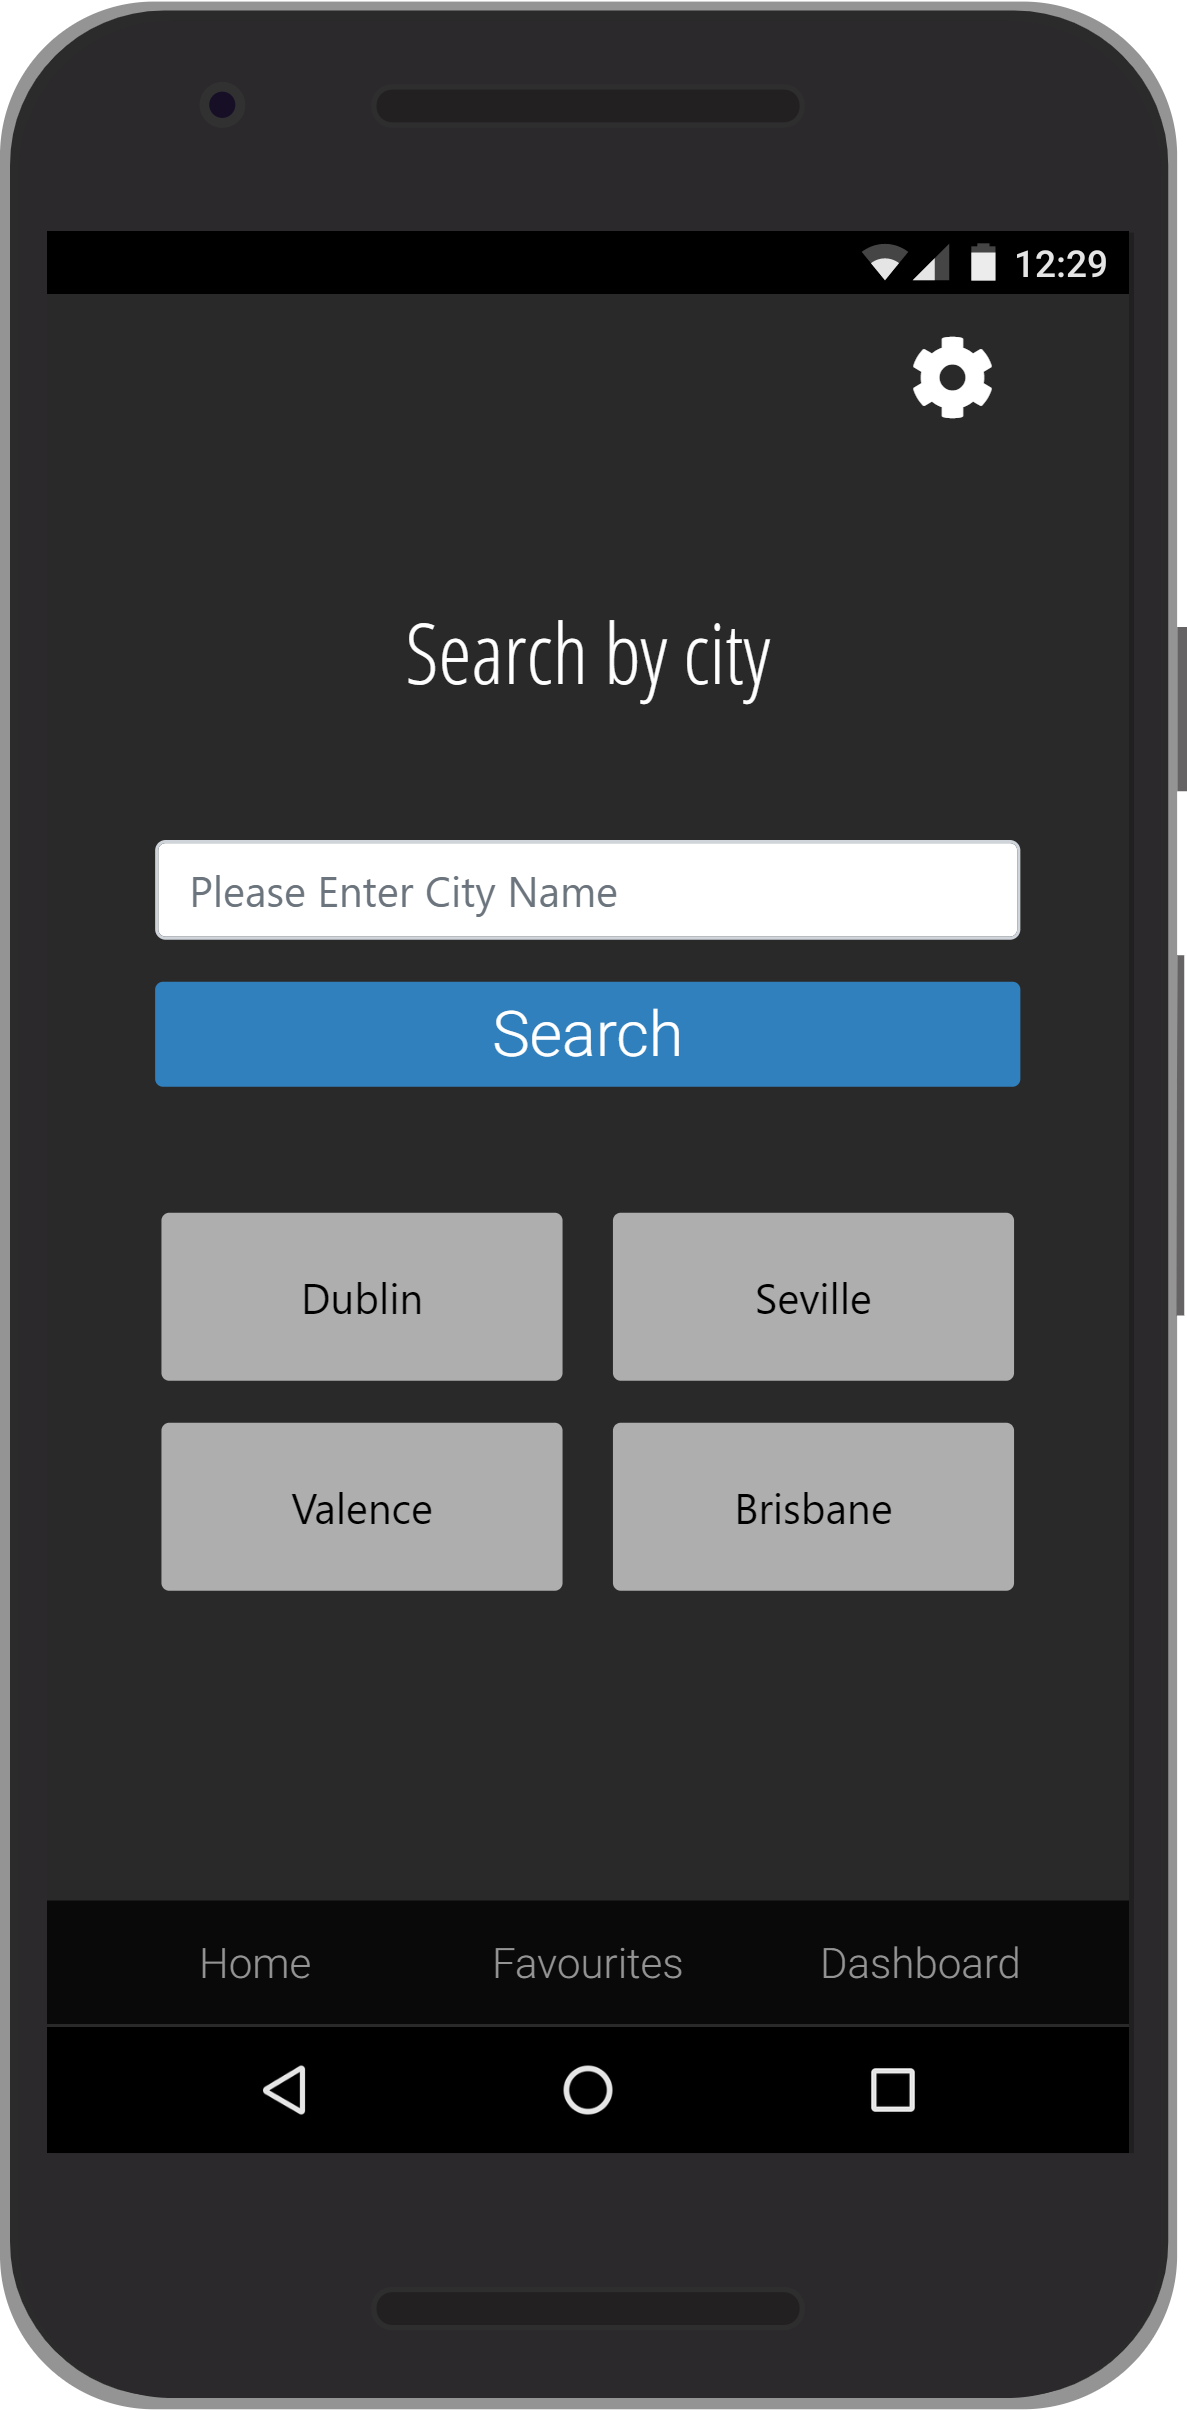 12:29
Search by city
Please Enter City Name
Search
Dublin
Seville
Valence
Brisbane
Home
Favourites
Dashboard